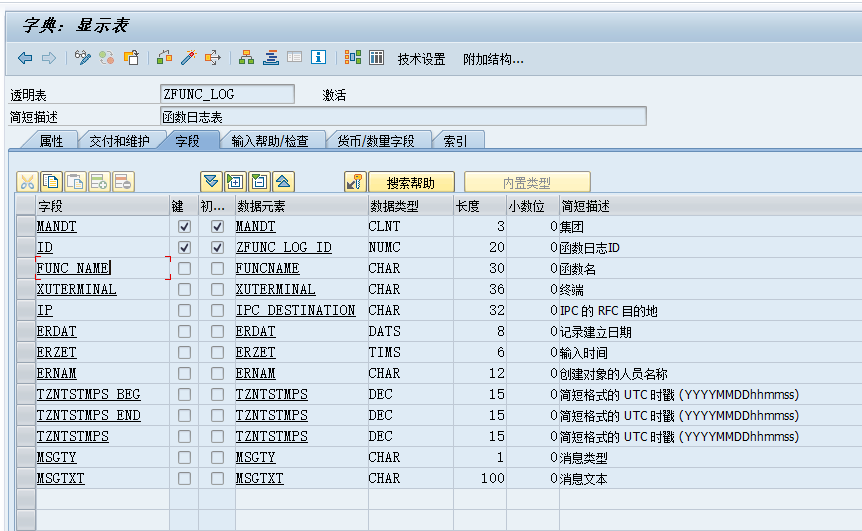 字典：显示表
技术设置 附加结构...
透明表 ZFUNC_LOG 激活
简短描述 函数日志表
属性 交付和维护 字段 输入帮助/检查 货币/数量字段 索引
搜索帮助 内置类型
字段 键 初... 数据元素 数据类型 长度 小数位 简短描述
MANDT MANDT CLNT 3 0 集团
ID ZFUNC_LOG_ID NUMC 20 0 函数日志ID
FUNC_NAME FUNCNAME CHAR 30 0 函数名
XUTERMINAL XUTERMINAL CHAR 36 0 终端
IP IPC_DESTINATION CHAR 32 0 IPC 的 RFC 目的地
ERDAT ERDAT DATS 8 0 记录建立日期
ERZET ERZET TIMS 6 0 输入时间
ERNAM ERNAM CHAR 12 0 创建对象的人员名称
TZNTSTMPS_BEG TZNTSTMPS DEC 15 0 简短格式的 UTC 时戳 (YYYYMMDDhhmmss)
TZNTSTMPS_END TZNTSTMPS DEC 15 0 简短格式的 UTC 时戳 (YYYYMMDDhhmmss)
TZNTSTMPS TZNTSTMPS DEC 15 0 简短格式的 UTC 时戳 (YYYYMMDDhhmmss)
MSGTY MSGTY CHAR 1 0 消息类型
MSGTXT MSGTXT CHAR 100 0 消息文本